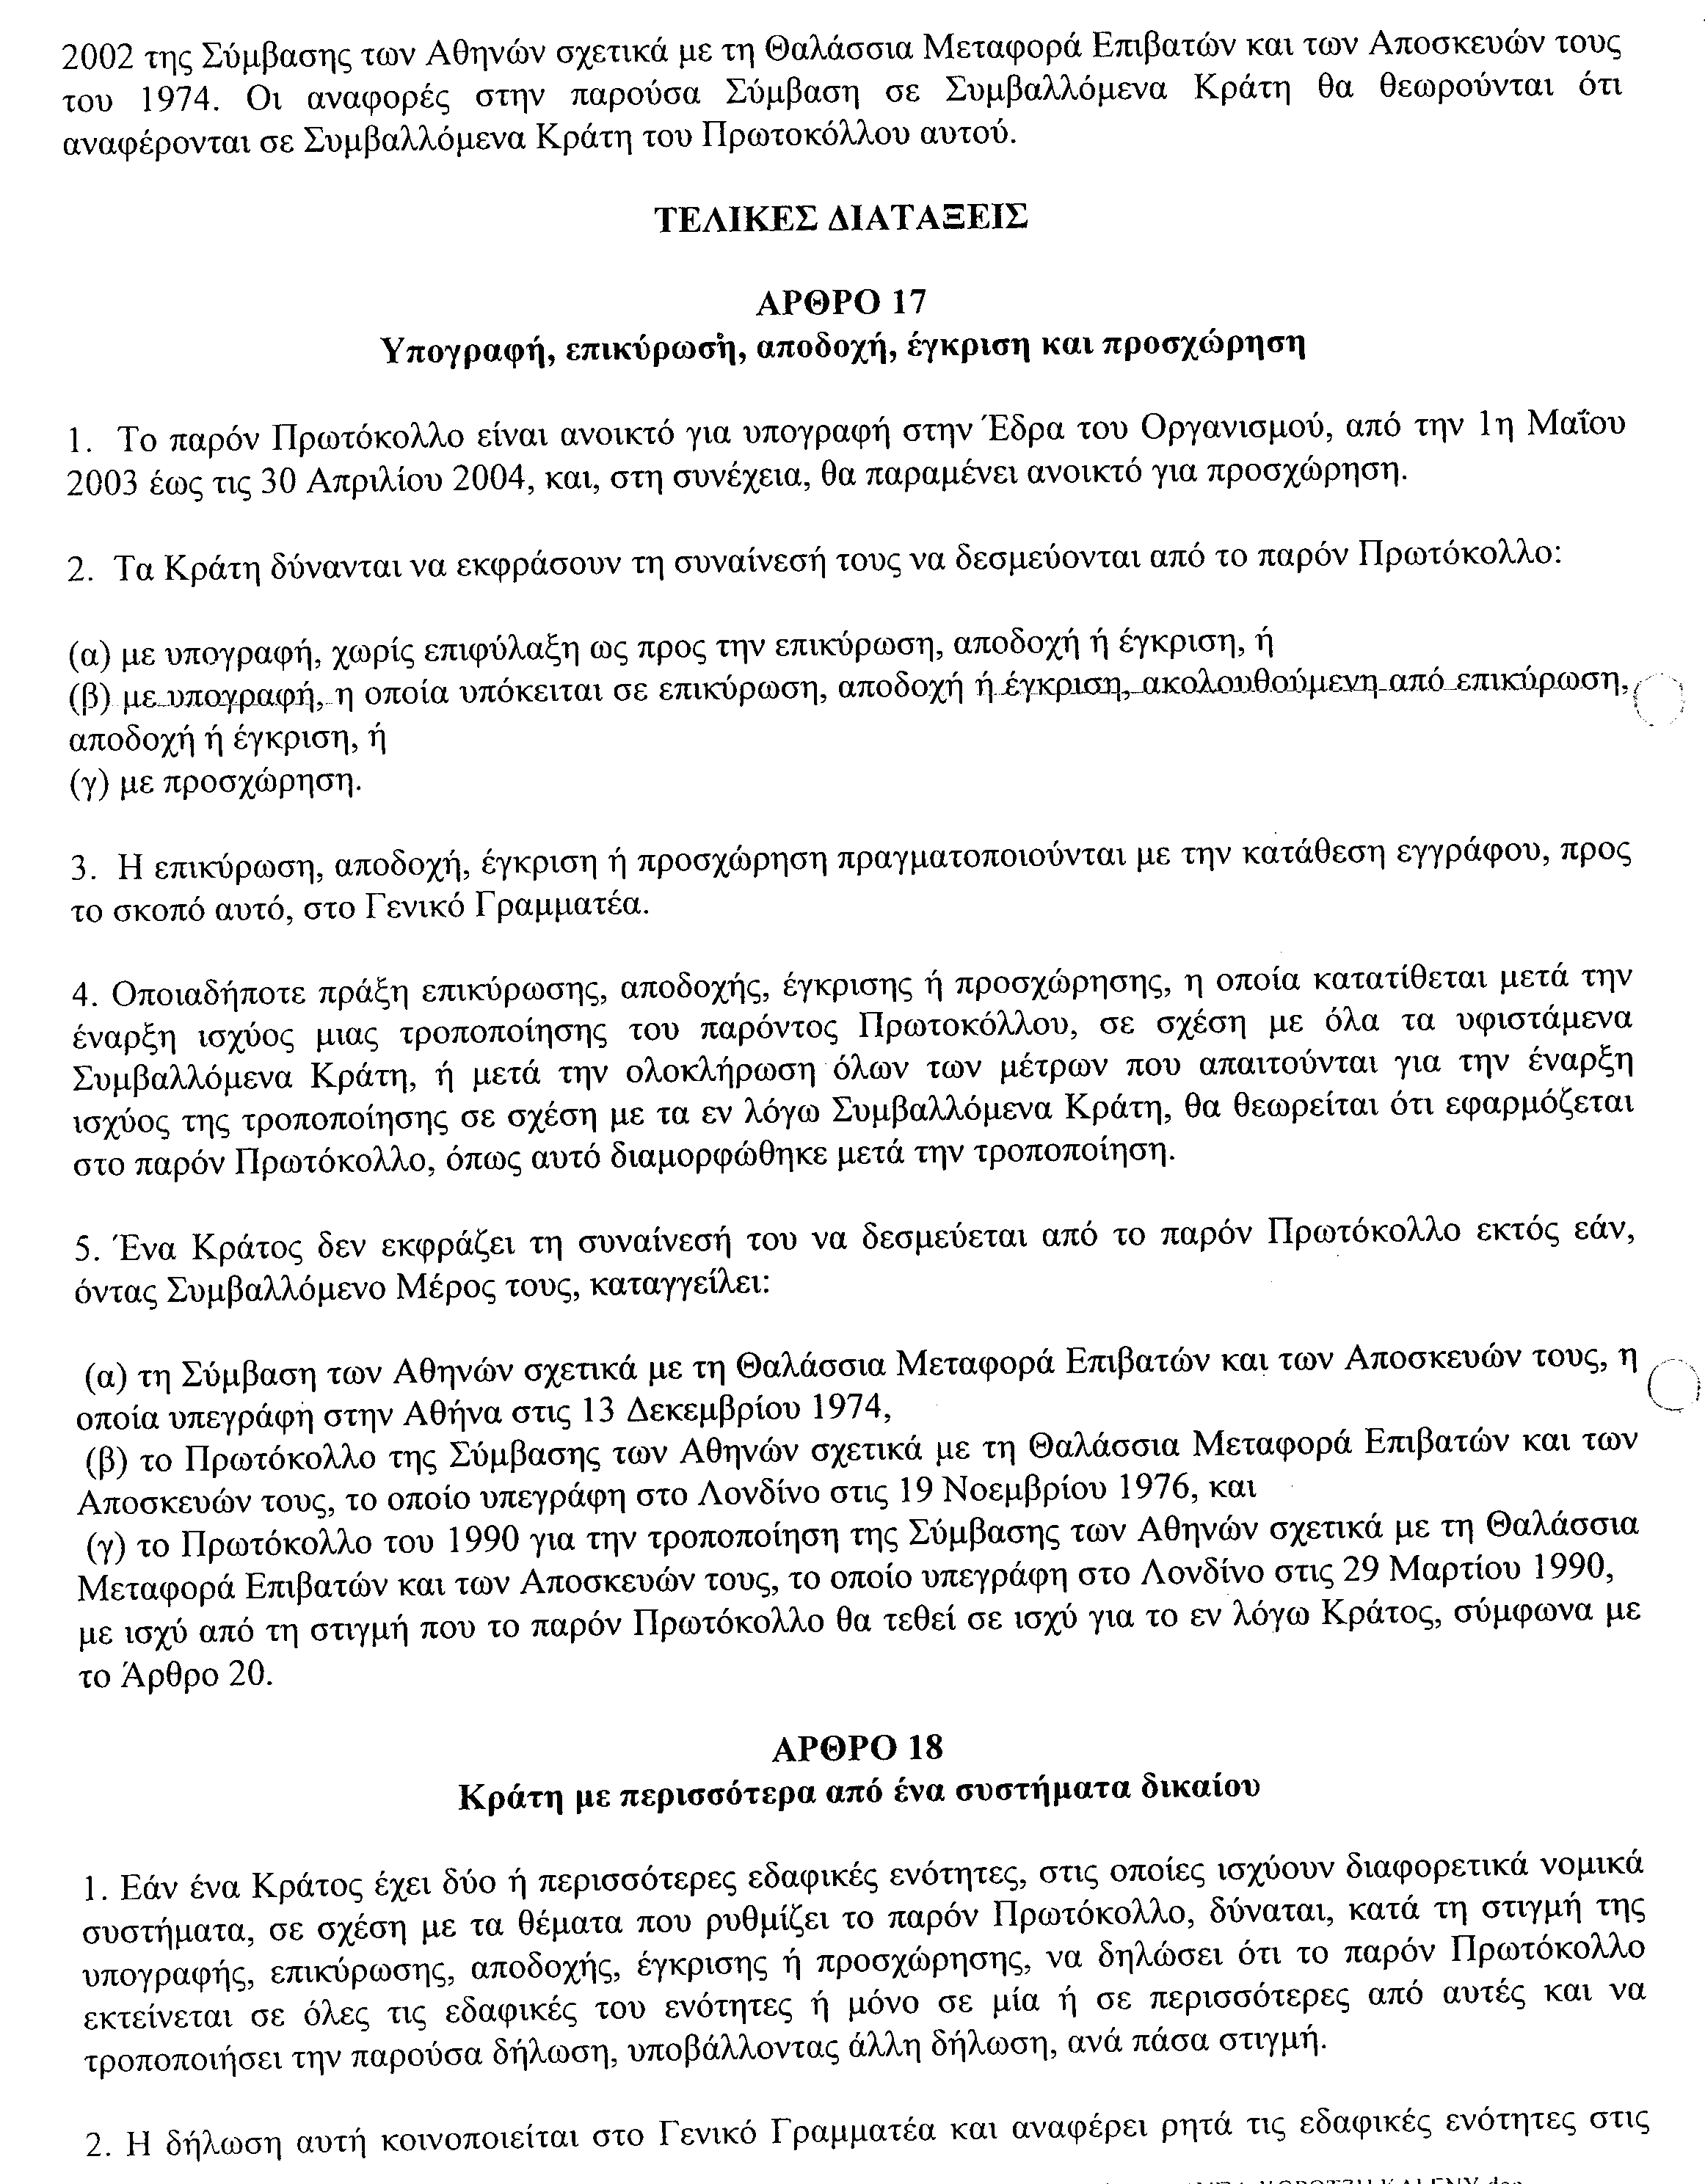 2002 της Σύμβασης των Αθηνών σχετικά με τη Θαλάσσια Μεταφορά Επιβατών και των Αποσκευών τους
του 1974. Οι αναφορές στην παρούσα Σύμβαση σε Συμβαλλόμενα Κράτη θα θεωρούνται ότι
αναφέρονται σε Συμβαλλόμενα Κράτη του Πρωτοκόλλου αυτού.
ΤΕΛΙΚΕΣ ΔΙΑΤΑΞΕΙΣ
ΑΡΘΡΟ 17
Υπογραφή, επικύρωση, αποδοχή, έγκριση και προσχώρηση
1. Το παρόν Πρωτόκολλο είναι ανοικτό για υπογραφή στην Έδρα του Οργανισμού, από την 1η Μαΐου
2003 έως τις 30 Απριλίου 2004, και, στη συνέχεια, θα παραμένει ανοικτό για προσχώρηση.
2. Τα Κράτη δύνανται να εκφράσουν τη συναίνεσή τους να δεσμεύονται από το παρόν Πρωτόκολλο:
(α) με υπογραφή, χωρίς επιφύλαξη ως προς την επικύρωση, αποδοχή ή έγκριση, ή
(β) με υπογραφή, η οποία υπόκειται σε επικύρωση, αποδοχή ή έγκριση, ακολουθούμενη από επικύρωση,
αποδοχή ή έγκριση, ή
(γ) με προσχώρηση.
3. Η επικύρωση, αποδοχή, έγκριση ή προσχώρηση πραγματοποιούνται με την κατάθεση εγγράφου, προς
το σκοπό αυτό, στο Γενικό Γραμματέα.
4. Οποιαδήποτε πράξη επικύρωσης, αποδοχής, έγκρισης ή προσχώρησης, η οποία κατατίθεται μετά την
έναρξη ισχύος μιας τροποποίησης του παρόντος Πρωτοκόλλου, σε σχέση με όλα τα υφιστάμενα
Συμβαλλόμενα Κράτη, ή μετά την ολοκλήρωση όλων των μέτρων που απαιτούνται για την έναρξη
ισχύος της τροποποίησης σε σχέση με τα εν λόγω Συμβαλλόμενα Κράτη, θα θεωρείται ότι εφαρμόζεται
στο παρόν Πρωτόκολλο, όπως αυτό διαμορφώθηκε μετά την τροποποίηση.
5. Ένα Κράτος δεν εκφράζει τη συναίνεσή του να δεσμεύεται από το παρόν Πρωτόκολλο εκτός εάν,
όντας Συμβαλλόμενο Μέρος τους, καταγγείλει:
(α) τη Σύμβαση των Αθηνών σχετικά με τη Θαλάσσια Μεταφορά Επιβατών και των Αποσκευών τους, η
οποία υπεγράφη στην Αθήνα στις 13 Δεκεμβρίου 1974,
(β) το Πρωτόκολλο της Σύμβασης των Αθηνών σχετικά με τη Θαλάσσια Μεταφορά Επιβατών και των
Αποσκευών τους, το οποίο υπεγράφη στο Λονδίνο στις 19 Νοεμβρίου 1976, και
(γ) το Πρωτόκολλο του 1990 για την τροποποίηση της Σύμβασης των Αθηνών σχετικά με τη Θαλάσσια
Μεταφορά Επιβατών και των Αποσκευών τους, το οποίο υπεγράφη στο Λονδίνο στις 29 Μαρτίου 1990,
με ισχύ από τη στιγμή που το παρόν Πρωτόκολλο θα τεθεί σε ισχύ για το εν λόγω Κράτος, σύμφωνα με
το Άρθρο 20.
ΑΡΘΡΟ 18
Κράτη με περισσότερα από ένα συστήματα δικαίου
1. Εάν ένα Κράτος έχει δύο ή περισσότερες εδαφικές ενότητες, στις οποίες ισχύουν διαφορετικά νομικά
συστήματα, σε σχέση με τα θέματα που ρυθμίζει το παρόν Πρωτόκολλο, δύναται, κατά τη στιγμή της
υπογραφής, επικύρωσης, αποδοχής, έγκρισης ή προσχώρησης, να δηλώσει ότι το παρόν Πρωτόκολλο
εκτείνεται σε όλες τις εδαφικές του ενότητες ή μόνο σε μία ή σε περισσότερες από αυτές και να
τροποποιήσει την παρούσα δήλωση, υποβάλλοντας άλλη δήλωση, ανά πάσα στιγμή.
2. Η δήλωση αυτή κοινοποιείται στο Γενικό Γραμματέα και αναφέρει ρητά τις εδαφικές ενότητες στις